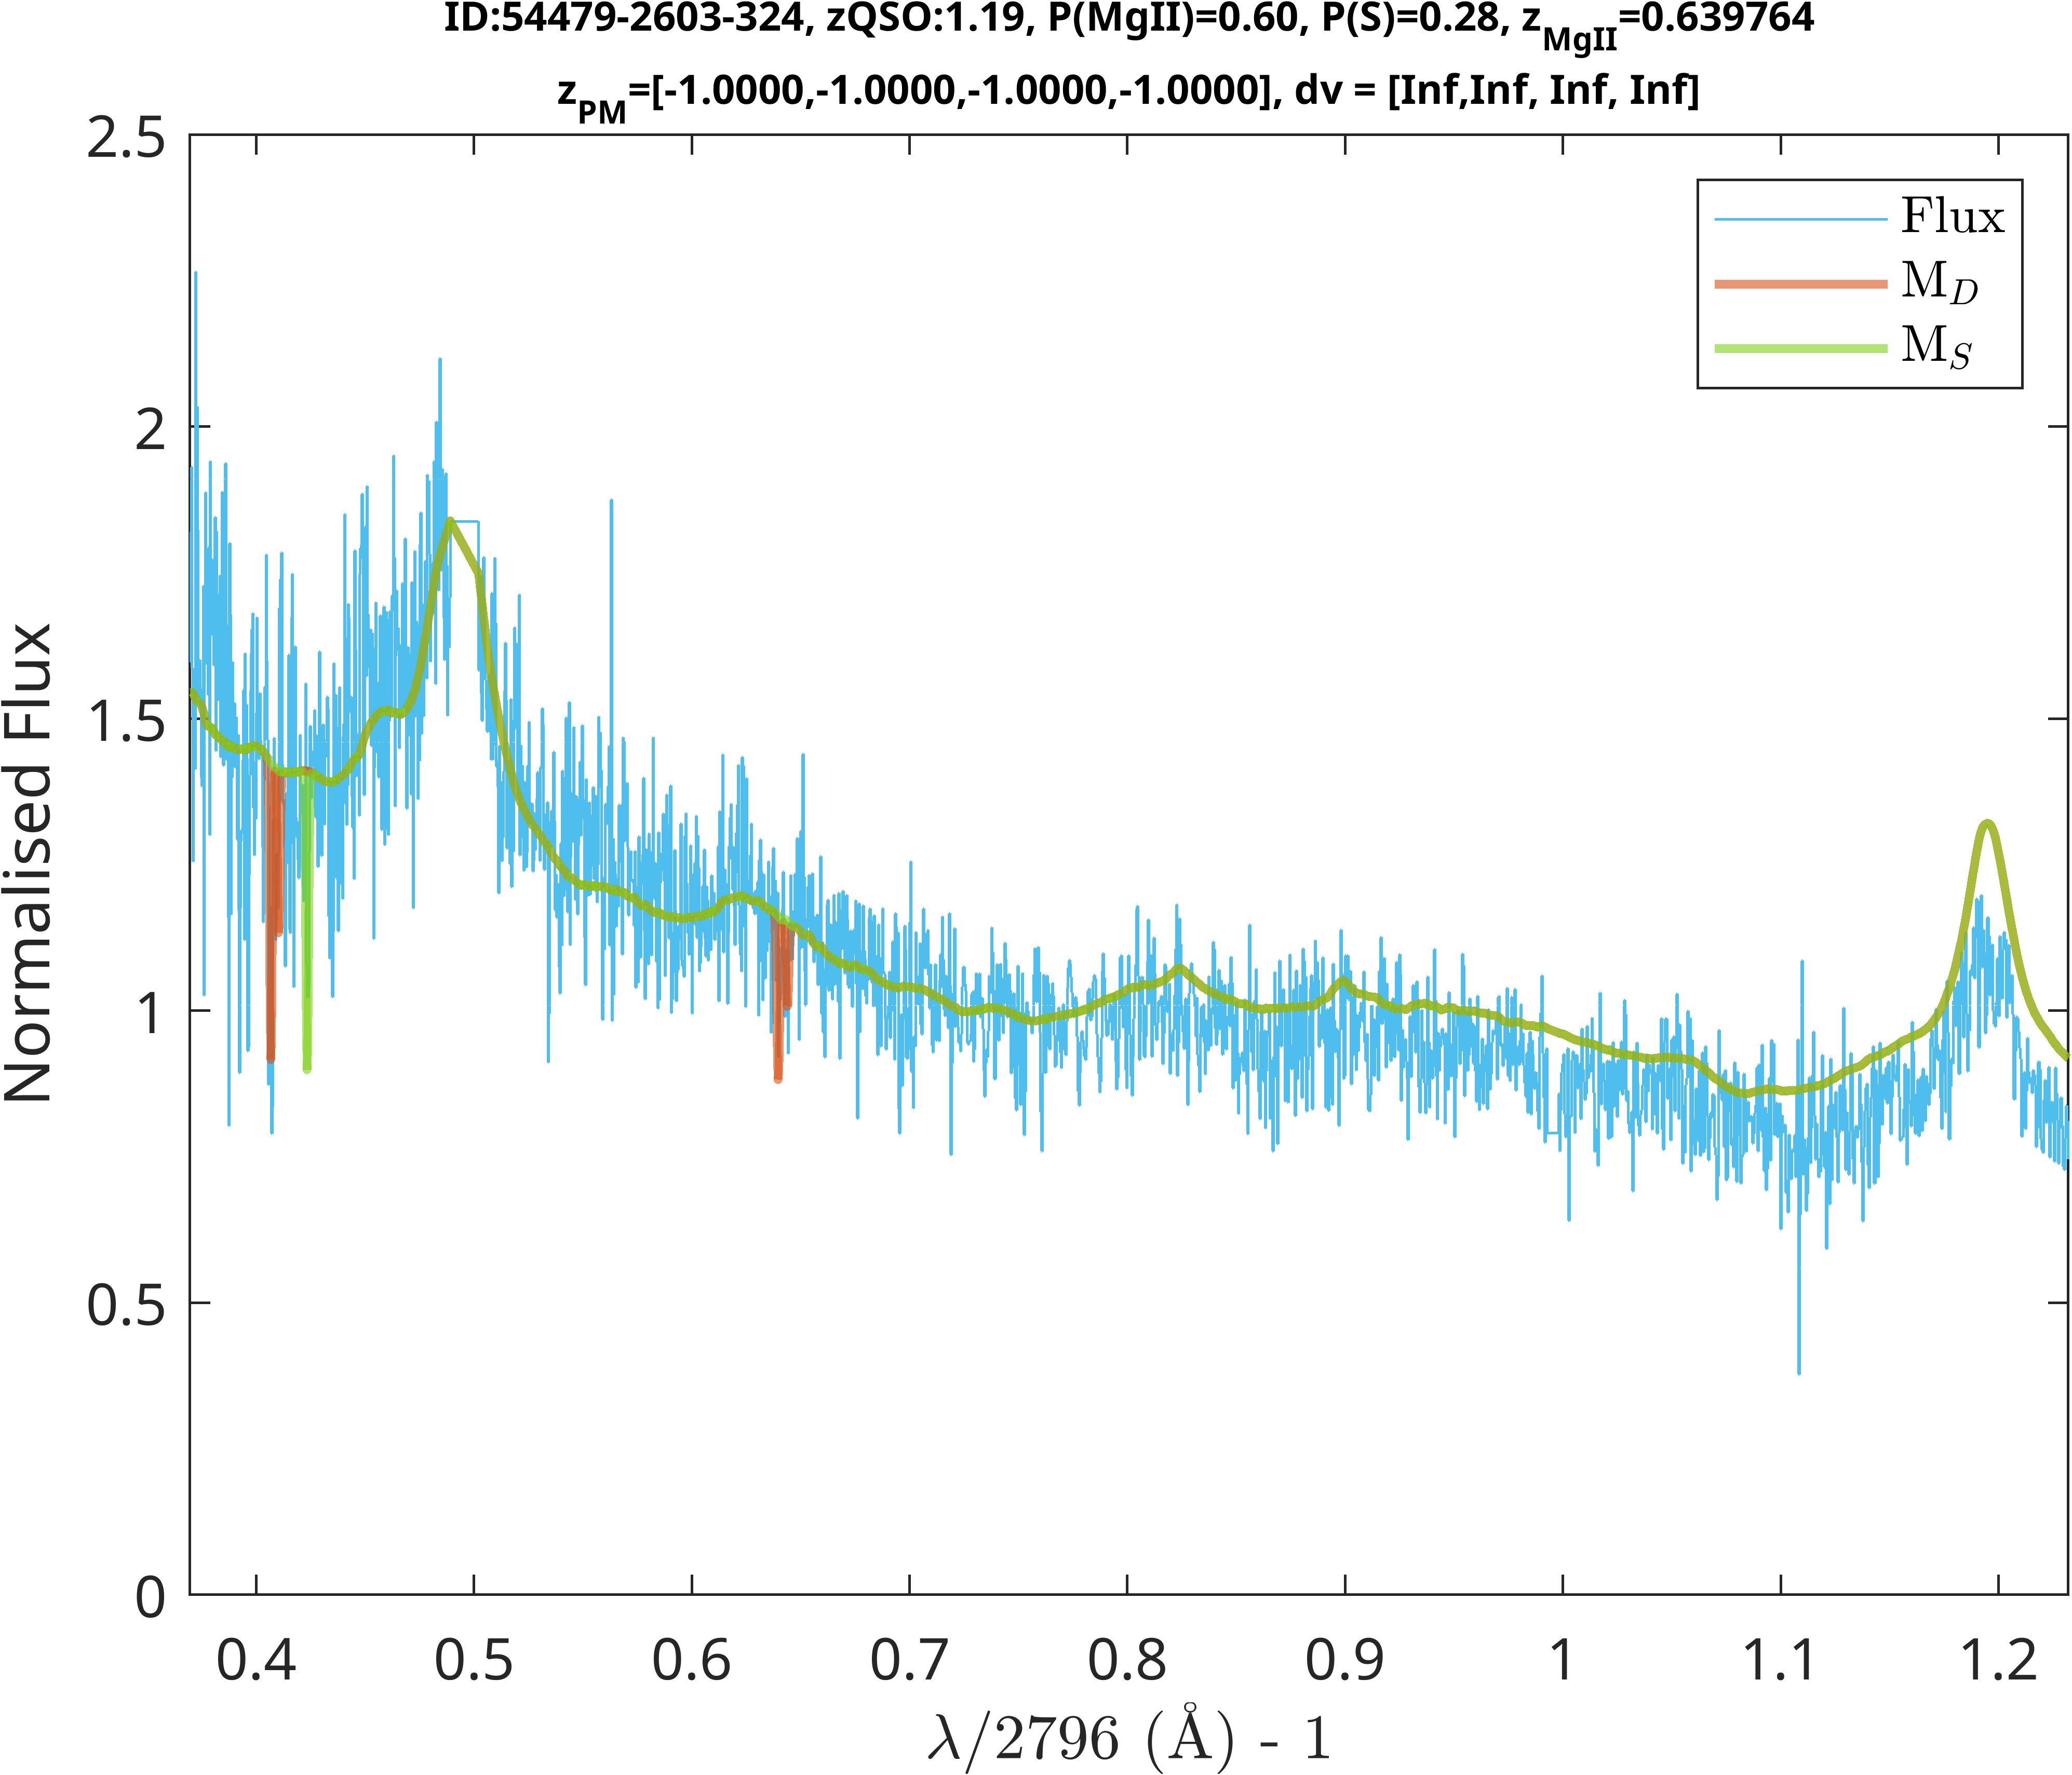 ID:54479-2603-324, zQSO:1.19, P(MgII)=0.60, P(S)=0.28, zMgII=0.639764
zPM=[-1.0000,-1.0000,-1.0000,-1.0000], dv = [Inf,Inf, Inf, Inf]
2.5
2
1.5
1
0.5
0
Normalised Flux
Flux
MD
MS
0.4 0.5 0.6 0.7 0.8 0.9 1 1.1 1.2
λ/2796 (Å) - 1